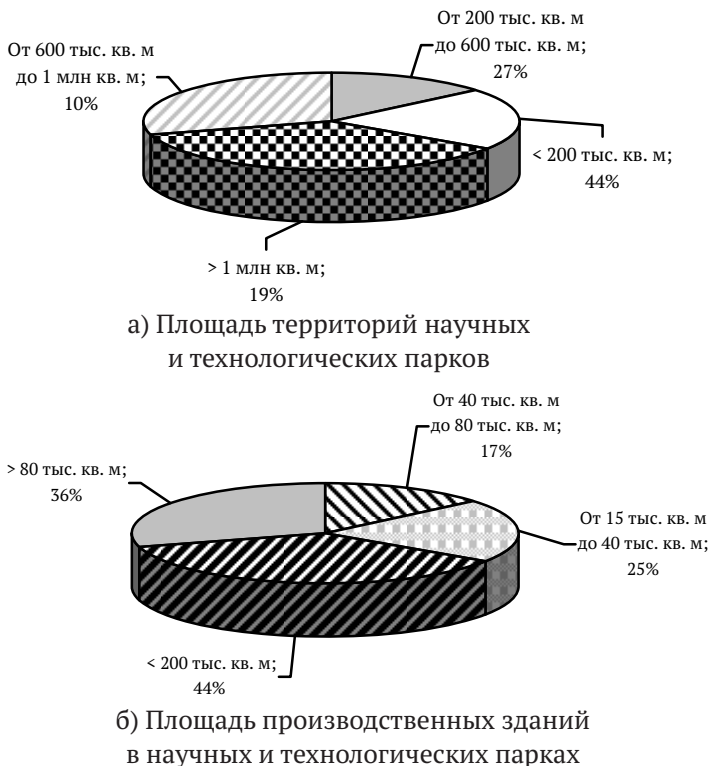 От 200 тыс. кв. м
до 600 тыс. кв. м;
27%
От 600 тыс. кв. м
до 1 млн кв. м;
10%
< 200 тыс. кв. м;
44%
> 1 млн кв. м;
19%
а) Площадь территорий научных
и технологических парков
От 40 тыс. кв. м
до 80 тыс. кв. м;
17%
> 80 тыс. кв. м;
36%
От 15 тыс. кв. м
до 40 тыс. кв. м;
25%
< 200 тыс. кв. м;
44%
б) Площадь производственных зданий
в научных и технологических парках